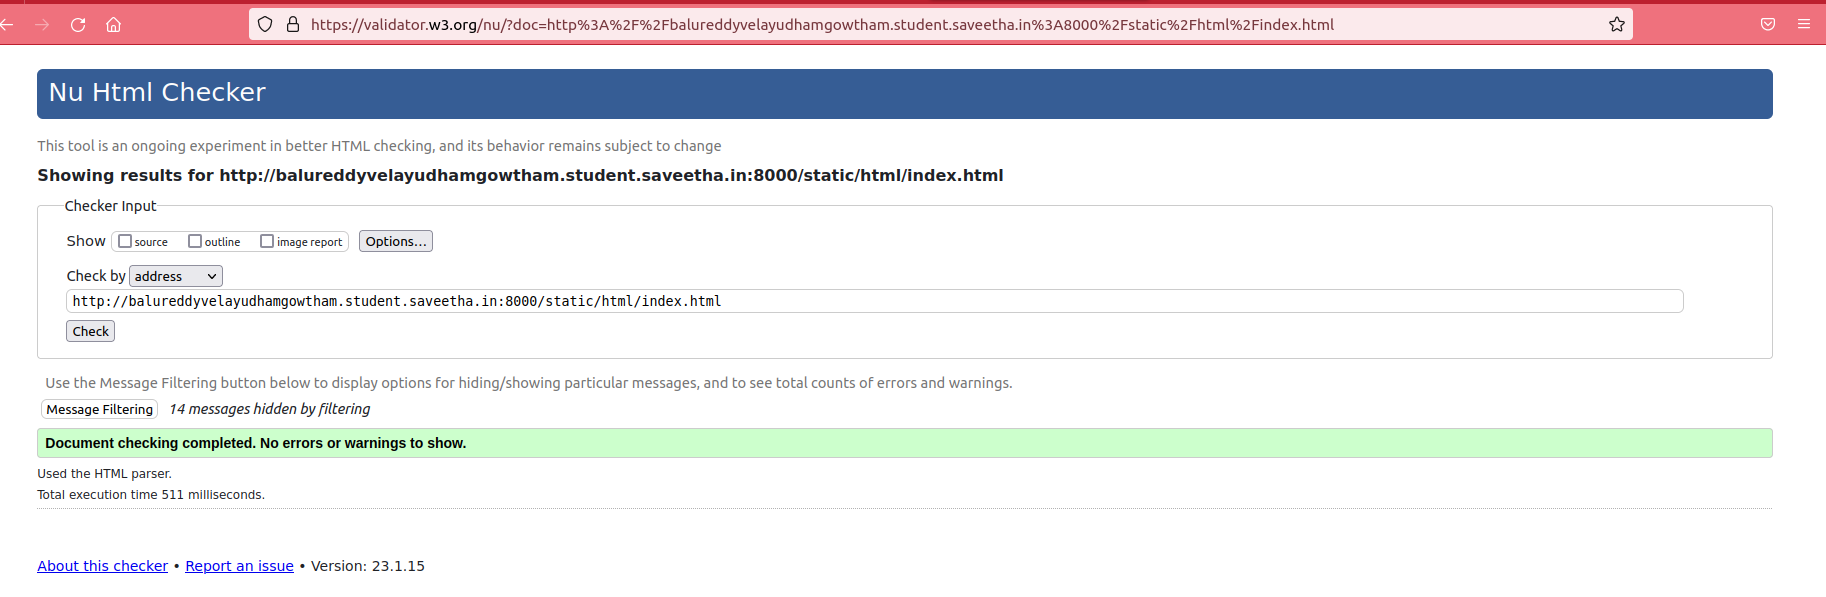 https://validator.w3.org/nu/?doc=http%3A%2F%2Fbalureddyvelayudhamgowtham.student.saveetha.in%3A8000%2Fstatic%2Fhtml%2Findex.html
Nu Html Checker
This tool is an ongoing experiment in better HTML checking, and its behavior remains subject to change
Showing results for http://balureddyvelayudhamgowtham.student.saveetha.in:8000/static/html/index.html
Checker Input
Show source outline image report Options...
Check by address
http://balureddyvelayudhamgowtham.student.saveetha.in:8000/static/html/index.html
Check
Use the Message Filtering button below to display options for hiding/showing particular messages, and to see total counts of errors and warnings.
Message Filtering 14 messages hidden by filtering
Document checking completed. No errors or warnings to show.
Used the HTML parser.
Total execution time 511 milliseconds.
About this checker • Report an issue • Version: 23.1.15